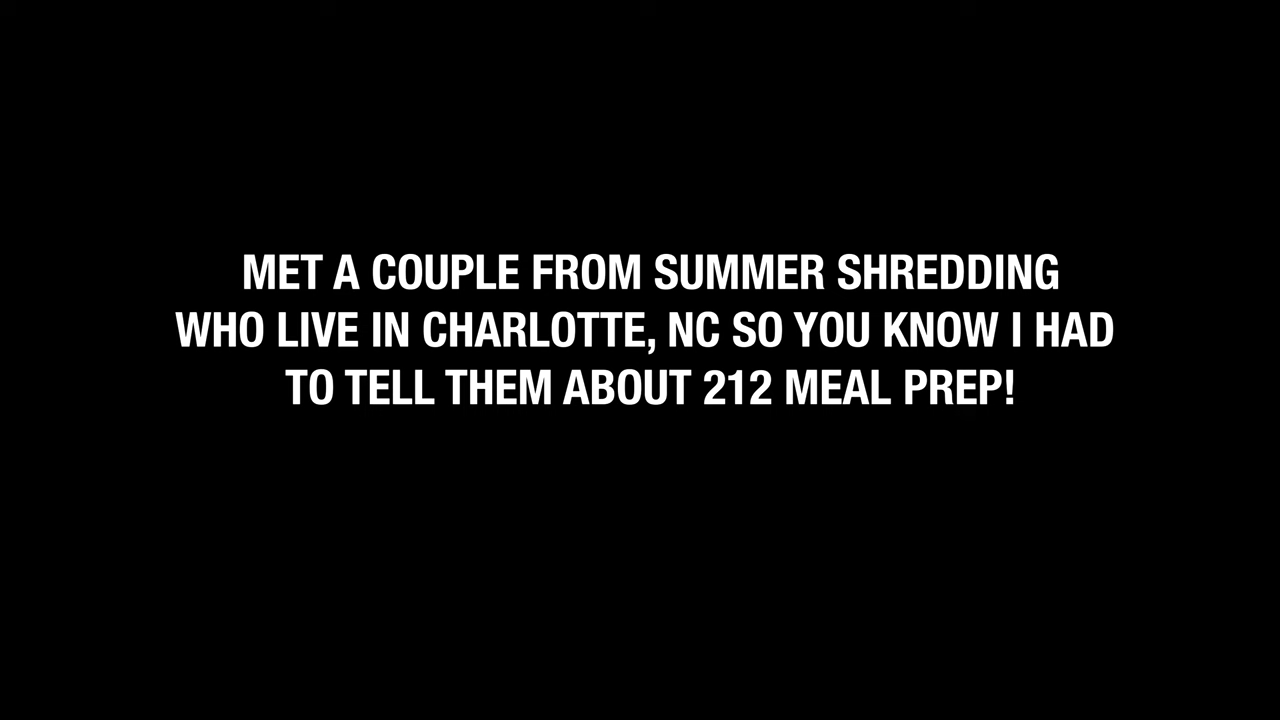 MET A COUPLE FROM SUMMER SHREDDING
WHO LIVE IN CHARLOTTE, NC SO YOU KNOW I HAD
TO TELL THEM ABOUT 212 MEAL PREP!